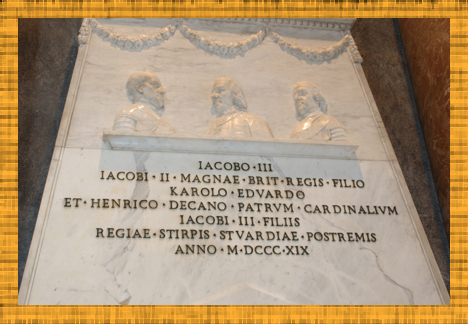 IACOBO·III
IACOBI·II·MAGNAE·BRIT·REGIS·FILIO
KAROLO·EDVARDO
ET·HENRICO·DECANO·PATRVM·CARDINALIVM
IACOBI·III·FILIIS
REGIAE·STIRPIS·STVARDIAE·POSTREMIS
ANNO·M·DCCC·XIX